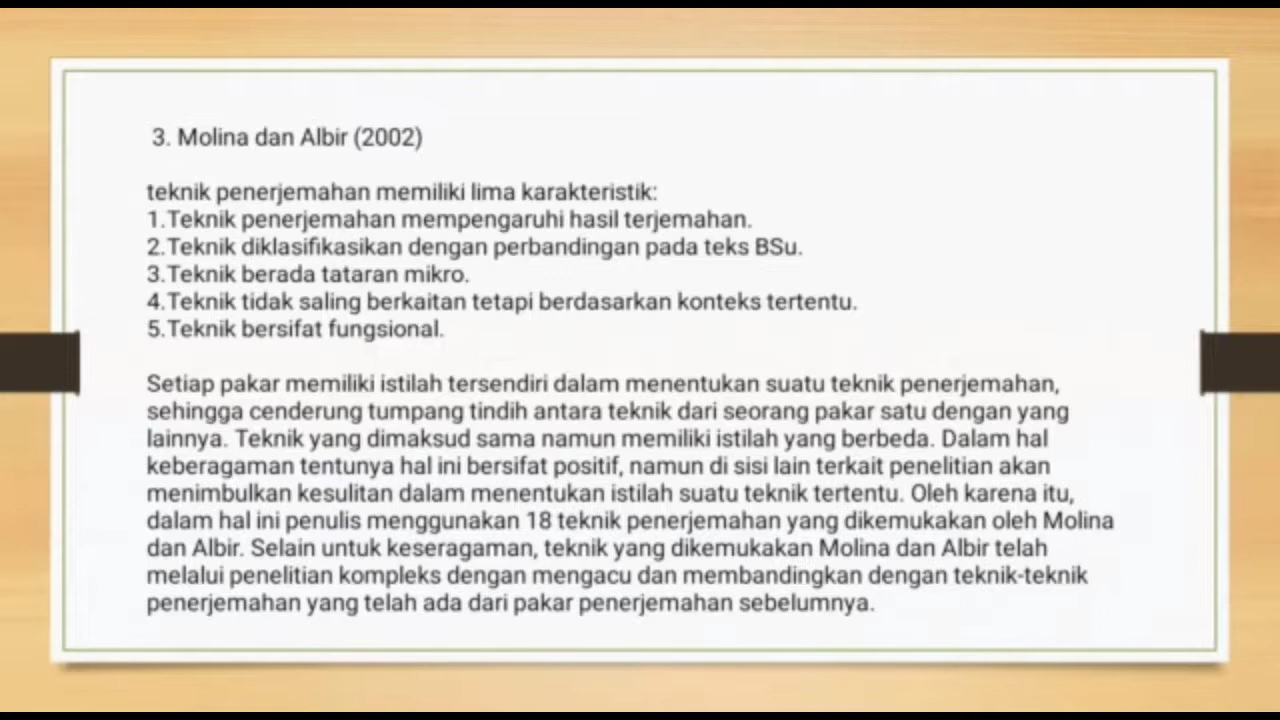 3. Molina dan Albir (2002)
teknik penerjemahan memiliki lima karakteristik:
1.Teknik penerjemahan mempengaruhi hasil terjemahan.
2.Teknik diklasifikasikan dengan perbandingan pada teks BSu.
3.Teknik berada tataran mikro.
4.Teknik tidak saling berkaitan tetapi berdasarkan konteks tertentu.
5.Teknik bersifat fungsional.
Setiap pakar memiliki istilah tersendiri dalam menentukan suatu teknik penerjemahan,
sehingga cenderung tumpang tindih antara teknik dari seorang pakar satu dengan yang
lainnya. Teknik yang dimaksud sama namun memiliki istilah yang berbeda. Dalam hal
keberagaman tentunya hal ini bersifat positif, namun di sisi lain terkait penelitian akan
menimbulkan kesulitan dalam menentukan istilah suatu teknik tertentu. Oleh karena itu,
dalam hal ini penulis menggunakan 18 teknik penerjemahan yang dikemukakan oleh Molina
dan Albir. Selain untuk keseragaman, teknik yang dikemukakan Molina dan Albir telah
melalui penelitian kompleks dengan mengacu dan membandingkan dengan teknik-teknik
penerjemahan yang telah ada dari pakar penerjemahan sebelumnya.